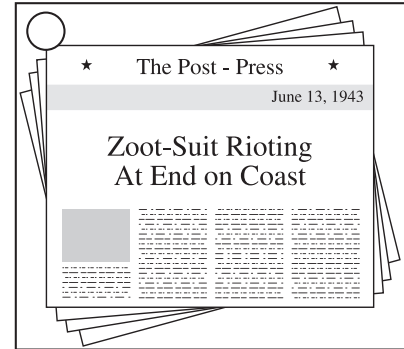 ★ The Post - Press ★
June 13, 1943
Zoot-Suit Rioting
At End on Coast